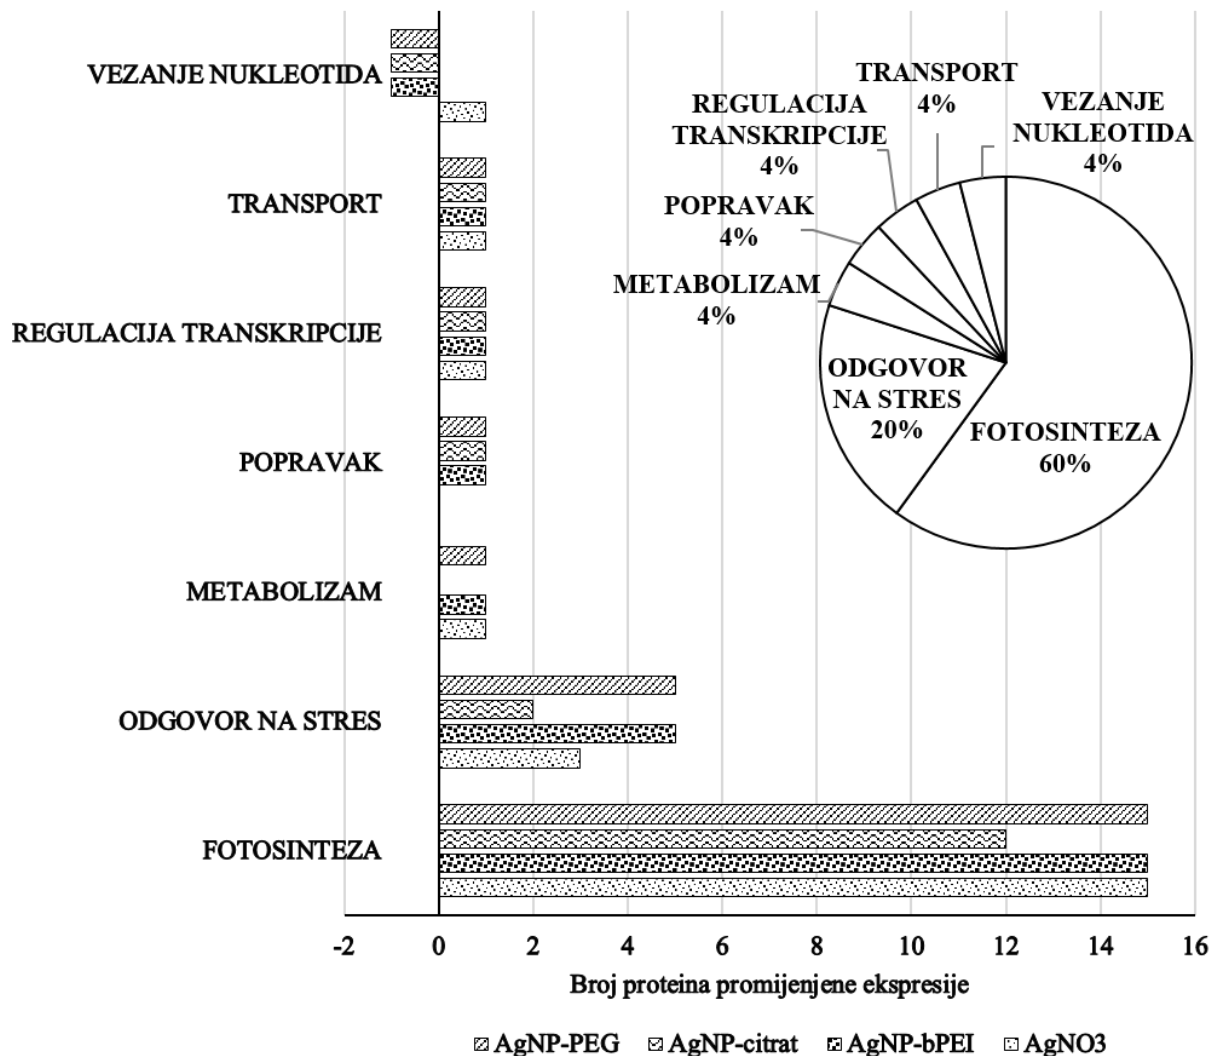 VEZANJE NUKLEOTIDA
TRANSPORT
REGULACIJA TRANSKRIPCIJE
POPRAVAK
METABOLIZAM
ODGOVOR NA STRES
FOTOSINTEZA
-2 0 2 4 6 8 10 12 14 16
Broj proteina promijenjene ekspresije
AgNP-PEG AgNP-citrat AgNP-bPEI AgNO3
TRANSPORT
4%
REGULACIJA
TRANSKRIPCIJE
4%
VEZANJE
NUKLEOTIDA
4%
POPRAVAK
4%
METABOLIZAM
4%
ODGOVOR
NA STRES
20%
FOTOSINTEZA
60%